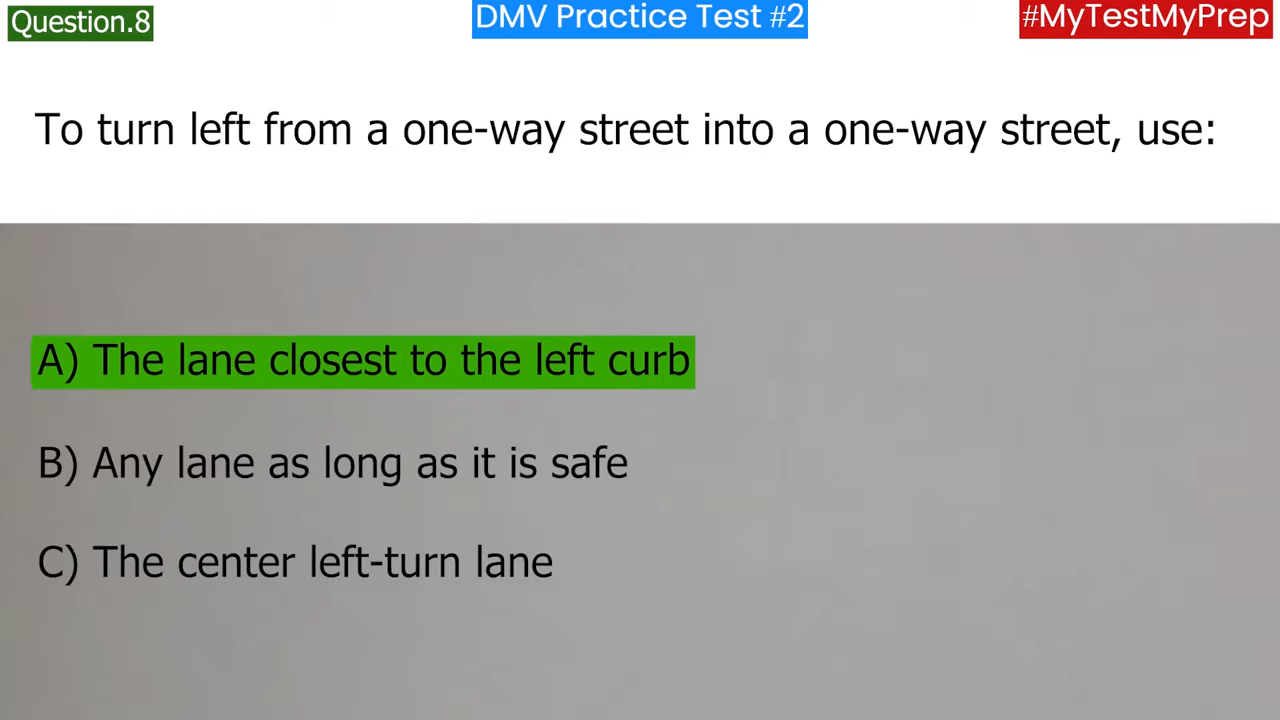 Question.8
DMV Practice Test #2
#MyTestMyPrep
To turn left from a one-way street into a one-way street, use:
A) The lane closest to the left curb
B) Any lane as long as it is safe
C) The center left-turn lane